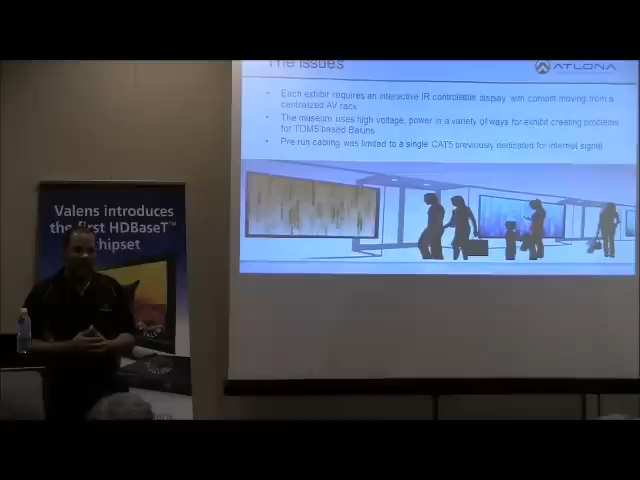 The Issues
ATLONA
• Each exhibit requires an interactive IR controllable display with content moving from a
centralized AV rack
• The museum uses high voltage, power in a variety of ways for exhibit creating problems
for TDMS-based Baluns
• Pre run cabling was limited to a single CAT5 previously dedicated for internet signal
Valens introduces
the first HDBaseT™
chipset